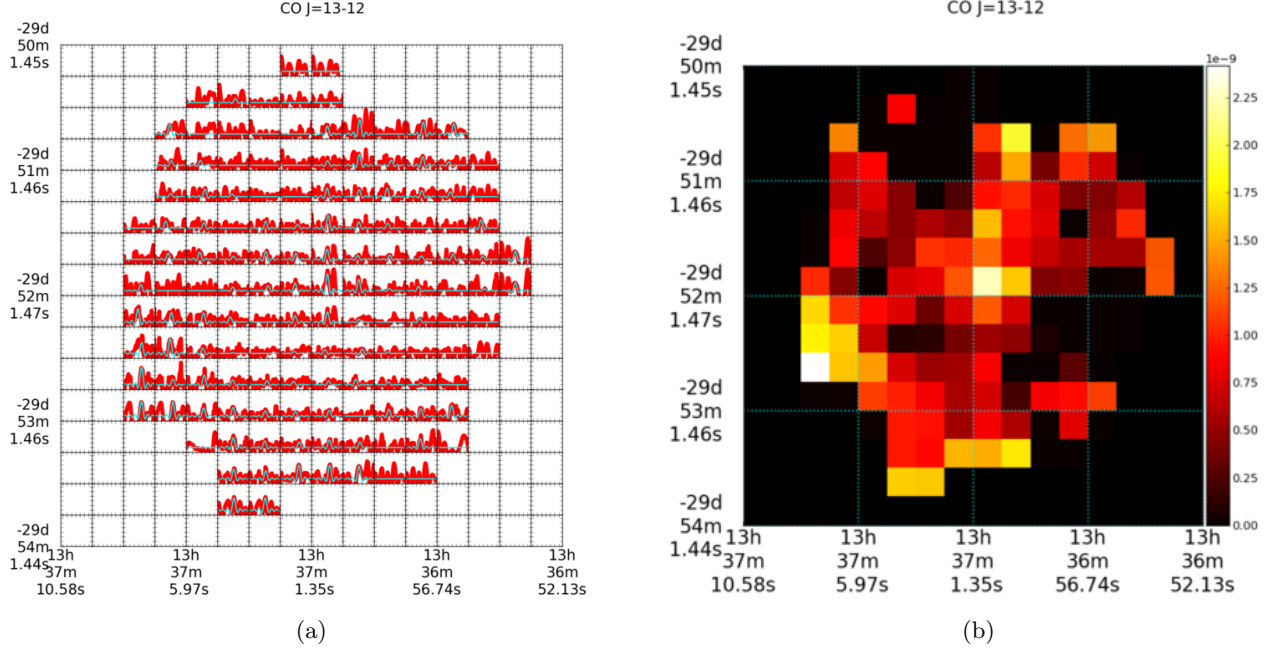 CO J=13-12
-29d
50m
1.45s
-29d
51m
1.46s
-29d
52m
1.47s
-29d
53m
1.46s
-29d
54m
1.44s
13h 13h 13h 13h 13h
37m 37m 37m 36m 36m
10.58s 5.97s 1.35s 56.74s 52.13s
(a)
CO J=13-12
1e−9
-29d
50m
1.45s
-29d
51m
1.46s
-29d
52m
1.47s
-29d
53m
1.46s
-29d
54m
1.44s
2.25
2.00
1.75
1.50
1.25
1.00
0.75
0.50
0.25
0.00
13h 13h 13h 13h 13h
37m 37m 37m 36m 36m
10.58s 5.97s 1.35s 56.74s 52.13s
(b)